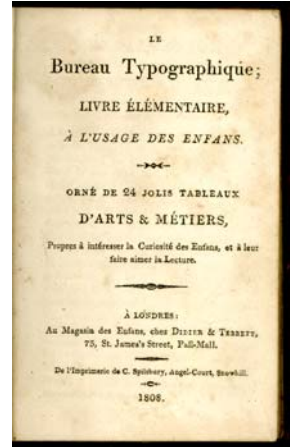 LE
Bureau Typographique;
LIVRE ÉLÉMENTAIRE,
À L'USAGE DES ENFANS.
ORNÉ DE 24 JOLIS TABLEAUX
D'ARTS & MÉTIERS,
Propres à intéresser la Curiosité des Enfans, et à leur
faire aimer la Lecture.
À LONDRES:
Au Magasin des Enfans, chez DIDIER & TEBBETT,
75, St. James's Street, Pall-Mall.
De l'Imprimerie de C. Spilsbury, Angel-Court, Snowhill.
1808.